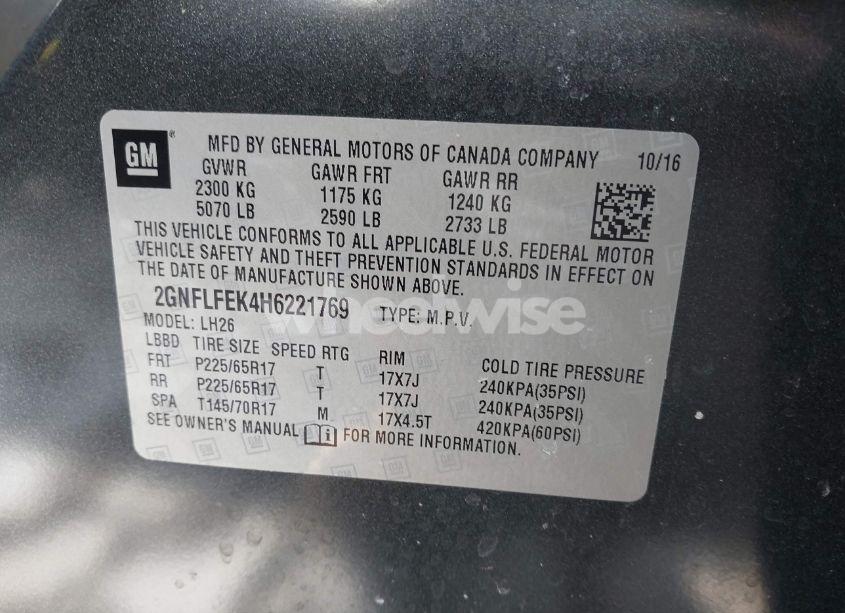 GM ® MFD BY GENERAL MOTORS OF CANADA COMPANY 10/16
GVWR GAWR FRT GAWR RR
2300 KG 1175 KG 1240 KG
5070 LB 2590 LB 2733 LB
THIS VEHICLE CONFORMS TO ALL APPLICABLE U.S. FEDERAL MOTOR
VEHICLE SAFETY AND THEFT PREVENTION STANDARDS IN EFFECT ON
THE DATE OF MANUFACTURE SHOWN ABOVE.
2GNFLFEK4H6221769 TYPE: M.P.V.
wheelwise
MODEL: LH26
LBBD TIRE SIZE SPEED RTG RIM COLD TIRE PRESSURE
FRT P225/65R17 T 17X7J 240KPA(35PSI)
RR P225/65R17 T 17X7J 240KPA(35PSI)
SPA T145/70R17 M 17X4.5T 420KPA(60PSI)
SEE OWNER'S MANUAL i FOR MORE INFORMATION.